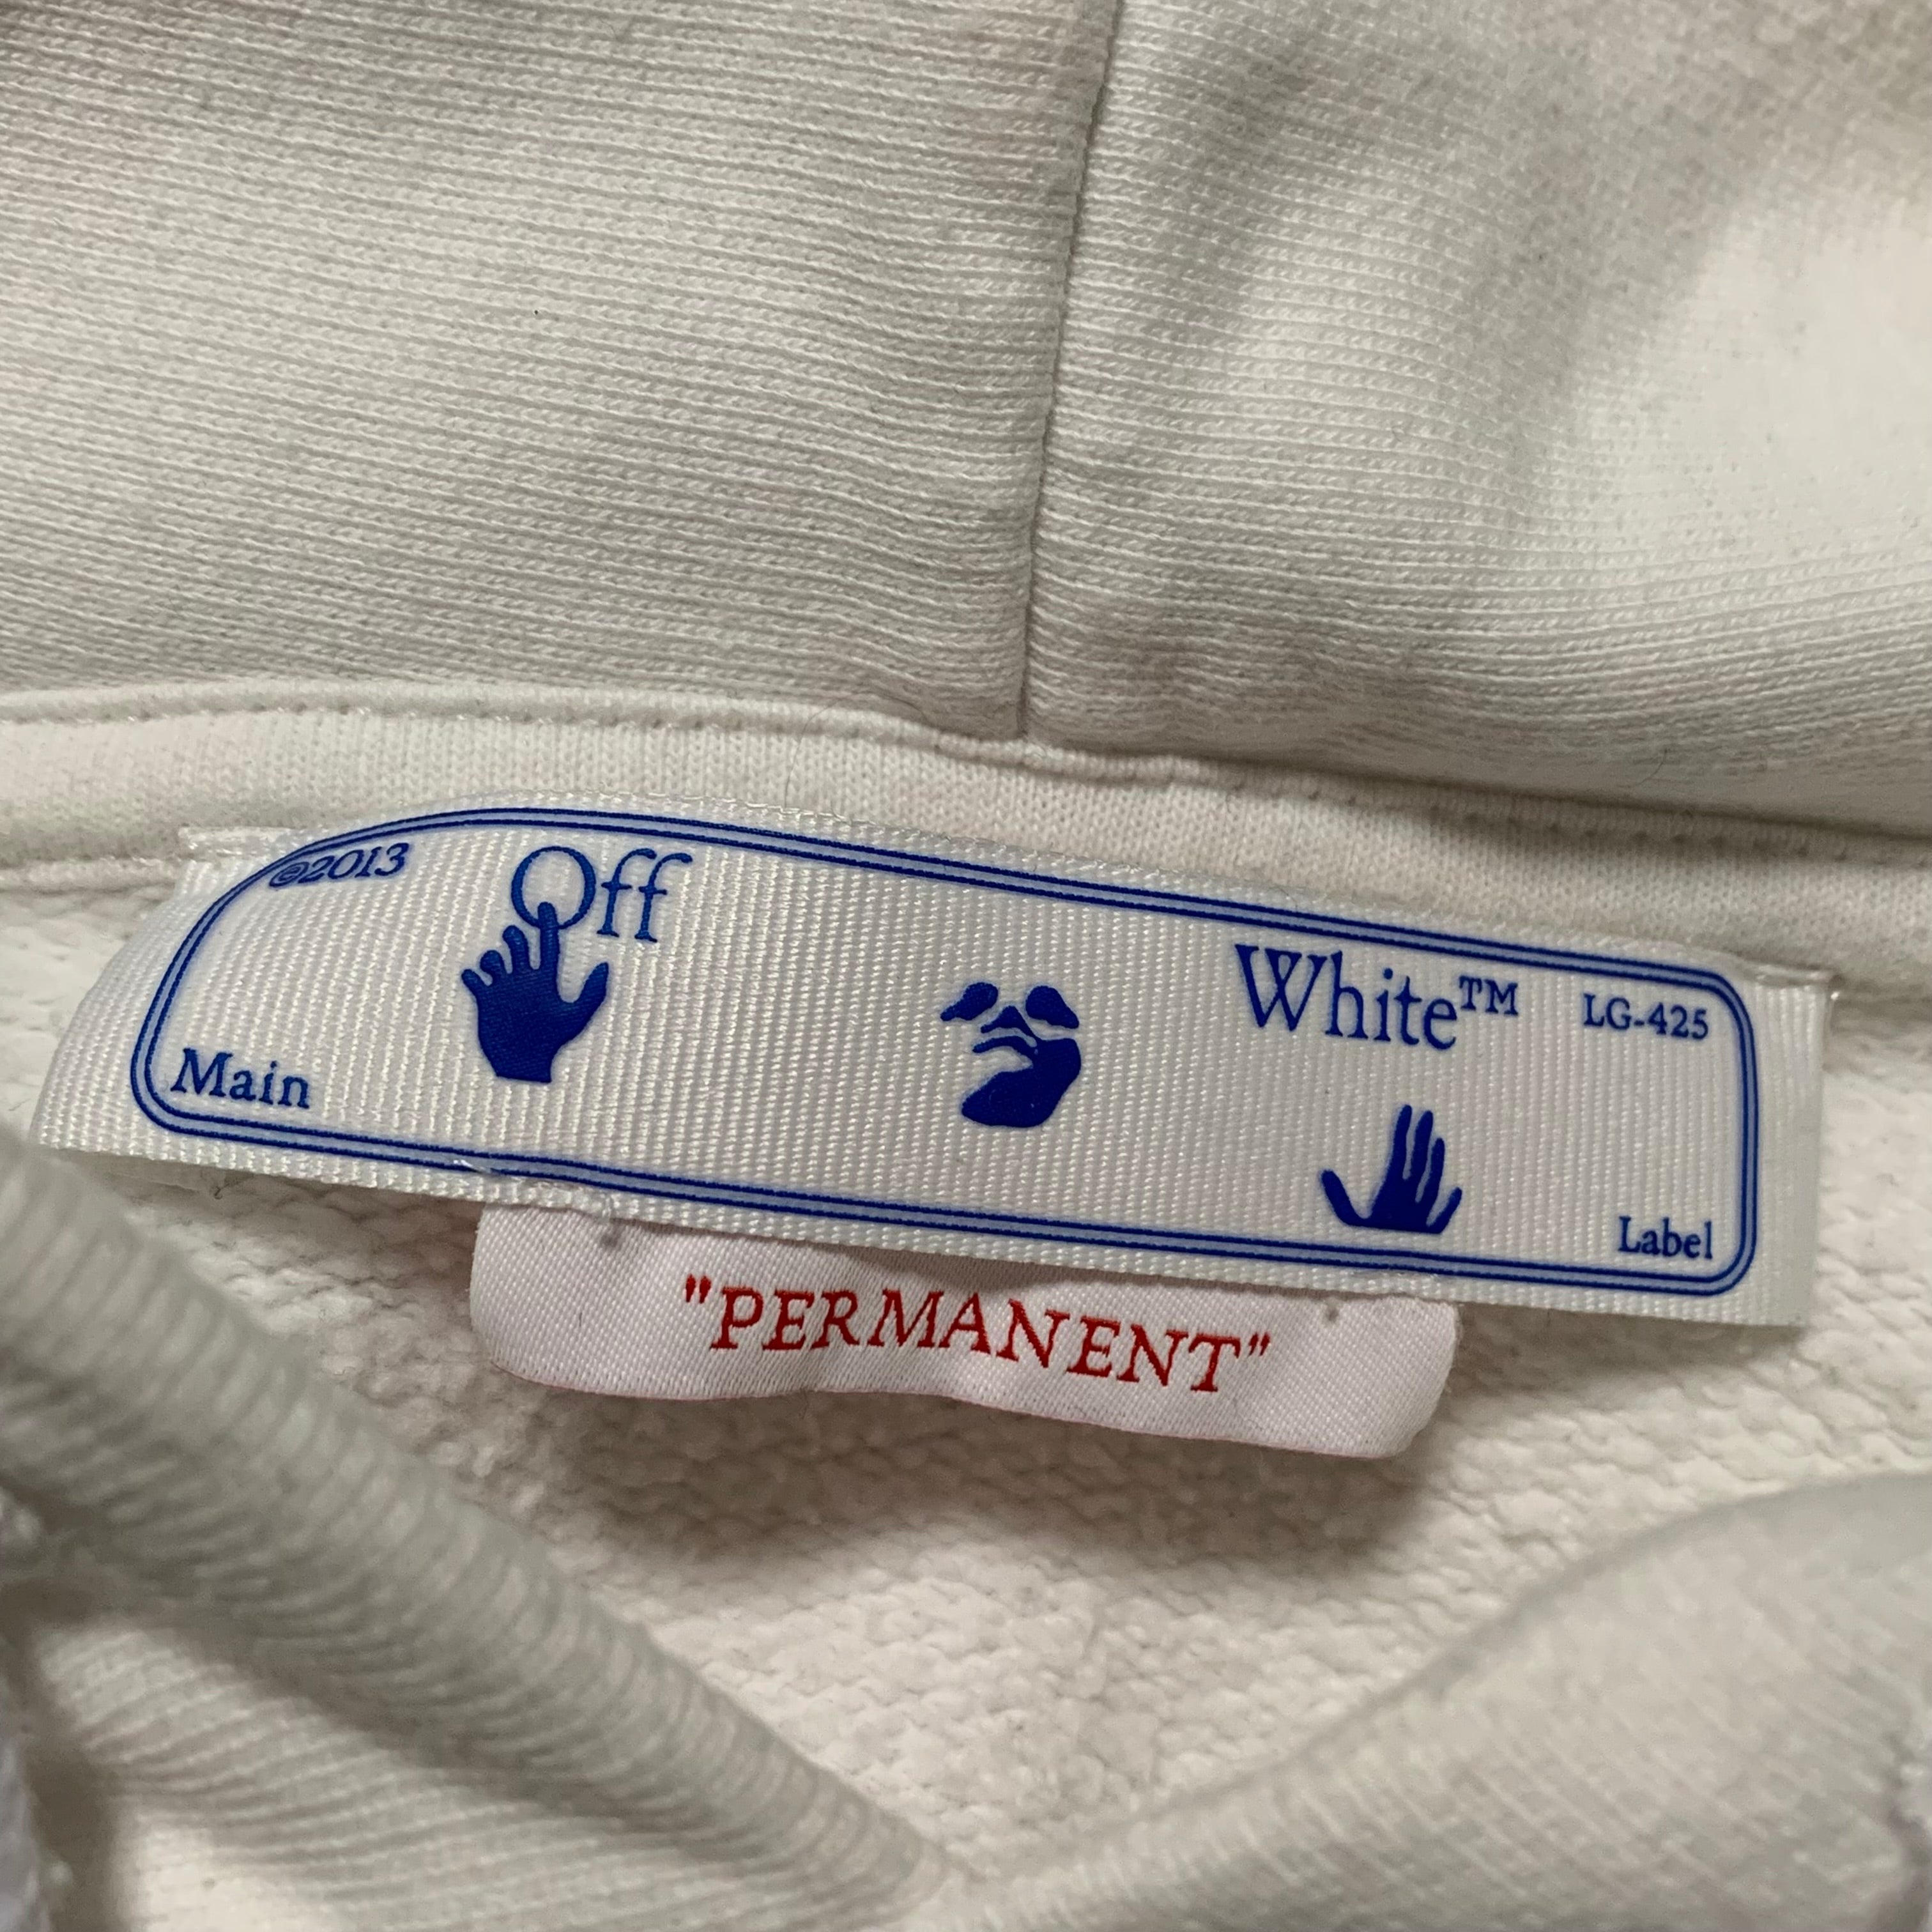 ©2013
Off
White™
LG-425
Main
Label
"PERMANENT"